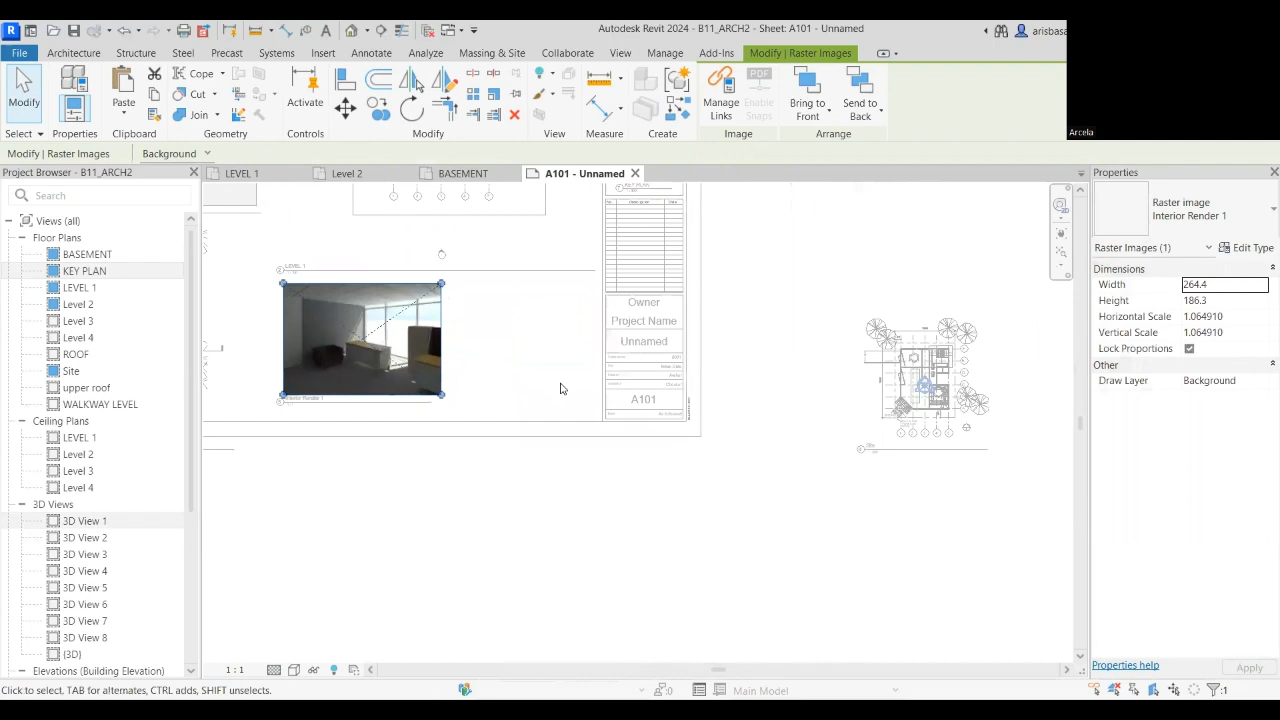 Autodesk Revit 2024 - B11_ARCH2 - Sheet: A101 - Unnamed
arisbasa
File
Architecture
Structure
Steel
Precast
Systems
Insert
Annotate
Analyze
Massing & Site
Collaborate
View
Manage
Add-Ins
Modify | Raster Images
Modify
Paste
Cope
Cut
Join
Activate
Manage Links
PDF
Enable Snaps
Bring to Front
Send to Back
Arcela
Select
Properties
Clipboard
Geometry
Controls
Modify
View
Measure
Create
Image
Arrange
Modify | Raster Images
Background
Project Browser - B11_ARCH2
Search
Views (all)
Floor Plans
BASEMENT
KEY PLAN
LEVEL 1
Level 2
Level 3
Level 4
ROOF
Site
upper roof
WALKWAY LEVEL
Ceiling Plans
LEVEL 1
Level 2
Level 3
Level 4
3D Views
3D View 1
3D View 2
3D View 3
3D View 4
3D View 5
3D View 6
3D View 7
3D View 8
{3D}
Elevations (Building Elevation)
LEVEL 1
Level 2
BASEMENT
A101 - Unnamed
KEY PLAN
LEVEL 1
Interior Render 1
Owner
Project Name
Unnamed
A101
Site
Properties
Raster image
Interior Render 1
Raster Images (1)
Edit Type
Dimensions
Width 264.4
Height 186.3
Horizontal Scale 1.064910
Vertical Scale 1.064910
Lock Proportions
Other
Draw Layer Background
Properties help
Apply
1 : 1
Click to select, TAB for alternates, CTRL adds, SHIFT unselects.
:0
Main Model
:1